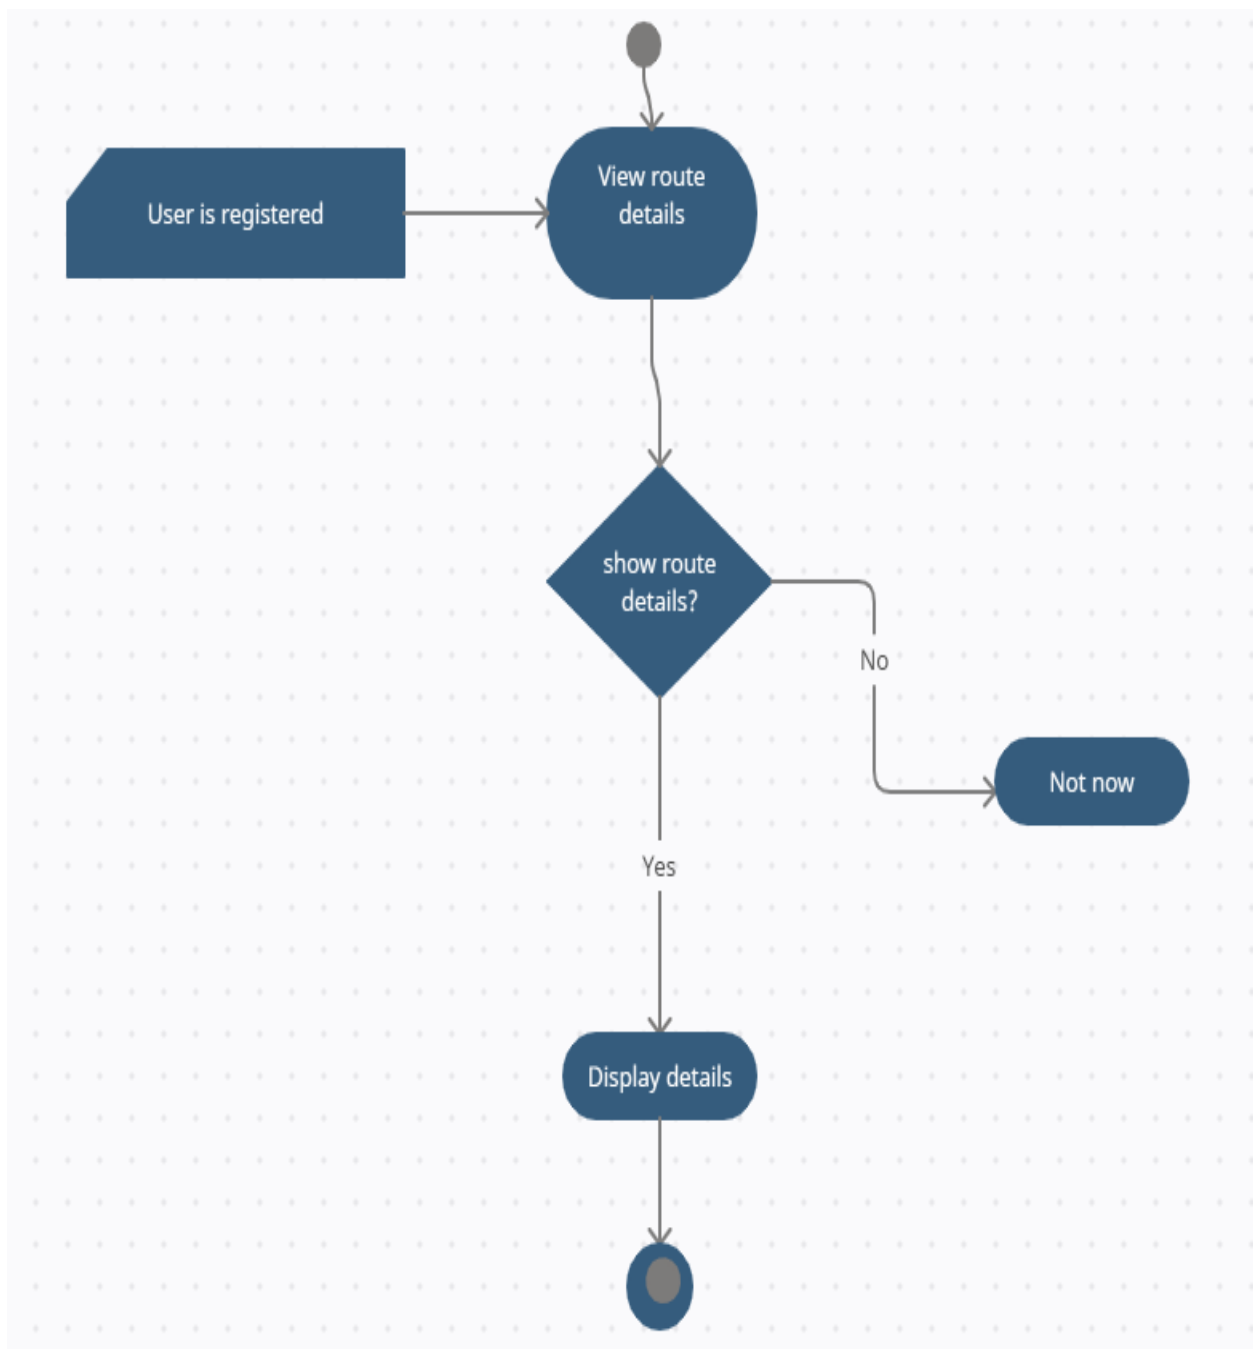 View route
details
User is registered
show route
details?
No
Not now
Yes
Display details